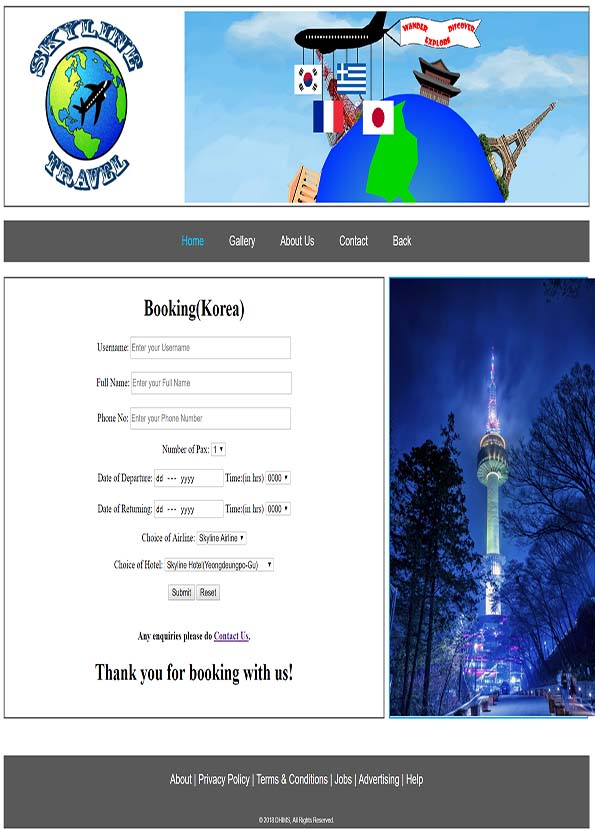 SKYLINE
TRAVEL
WANDER DISCOVER
EXPLORE
Home Gallery About Us Contact Back
Booking(Korea)
Username: Enter your Username
Full Name: Enter your Full Name
Phone No: Enter your Phone Number
Number of Pax: 1
Date of Departure: dd --- yyyy Time:(in hrs) 0000
Date of Returning: dd --- yyyy Time:(in hrs) 0000
Choice of Airline: Skyline Airline
Choice of Hotel: Skyline Hotel(Yeongdeungpo-Gu)
Submit Reset
Any enquiries please do Contact Us.
Thank you for booking with us!
About | Privacy Policy | Terms & Conditions | Jobs | Advertising | Help
© 2018 DHIMS, All Rights Reserved.